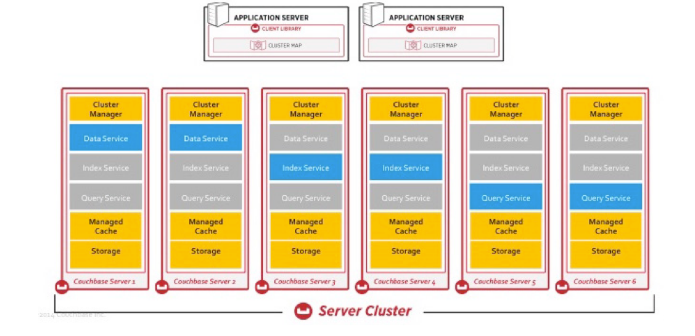 APPLICATION SERVER
CLIENT LIBRARY
CLUSTER MAP
APPLICATION SERVER
CLIENT LIBRARY
CLUSTER MAP
Cluster
Manager
Data Service
Index Service
Query Service
Managed
Cache
Storage
Couchbase Server 1
Cluster
Manager
Data Service
Index Service
Query Service
Managed
Cache
Storage
Couchbase Server 2
Cluster
Manager
Data Service
Index Service
Query Service
Managed
Cache
Storage
Couchbase Server 3
Cluster
Manager
Data Service
Index Service
Query Service
Managed
Cache
Storage
Couchbase Server 4
Cluster
Manager
Data Service
Index Service
Query Service
Managed
Cache
Storage
Couchbase Server 5
Cluster
Manager
Data Service
Index Service
Query Service
Managed
Cache
Storage
Couchbase Server 6
Server Cluster